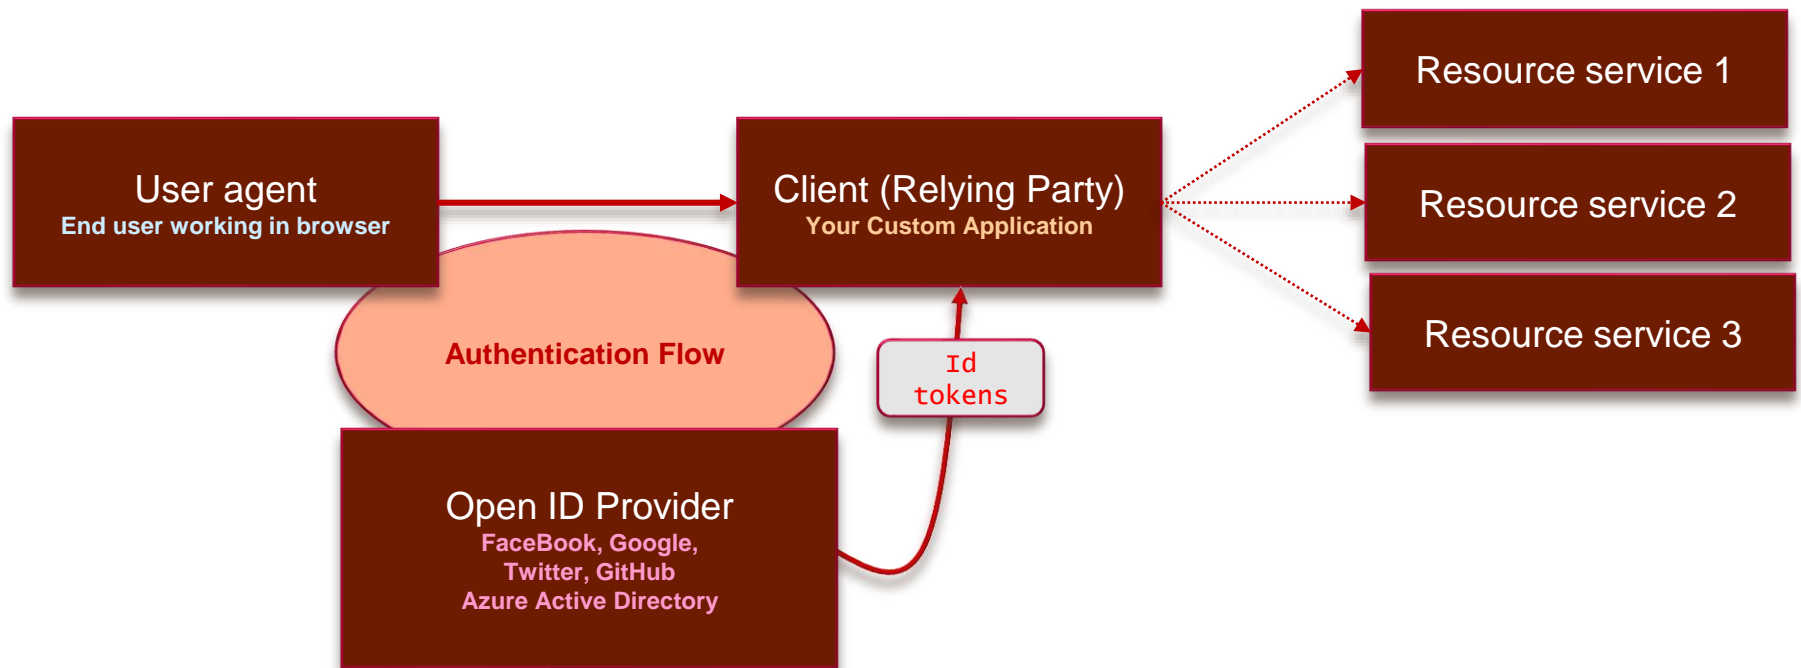 User agent
End user working in browser
Client (Relying Party)
Your Custom Application
Resource service 1
Resource service 2
Resource service 3
Authentication Flow
Id
tokens
Open ID Provider
FaceBook, Google,
Twitter, GitHub
Azure Active Directory